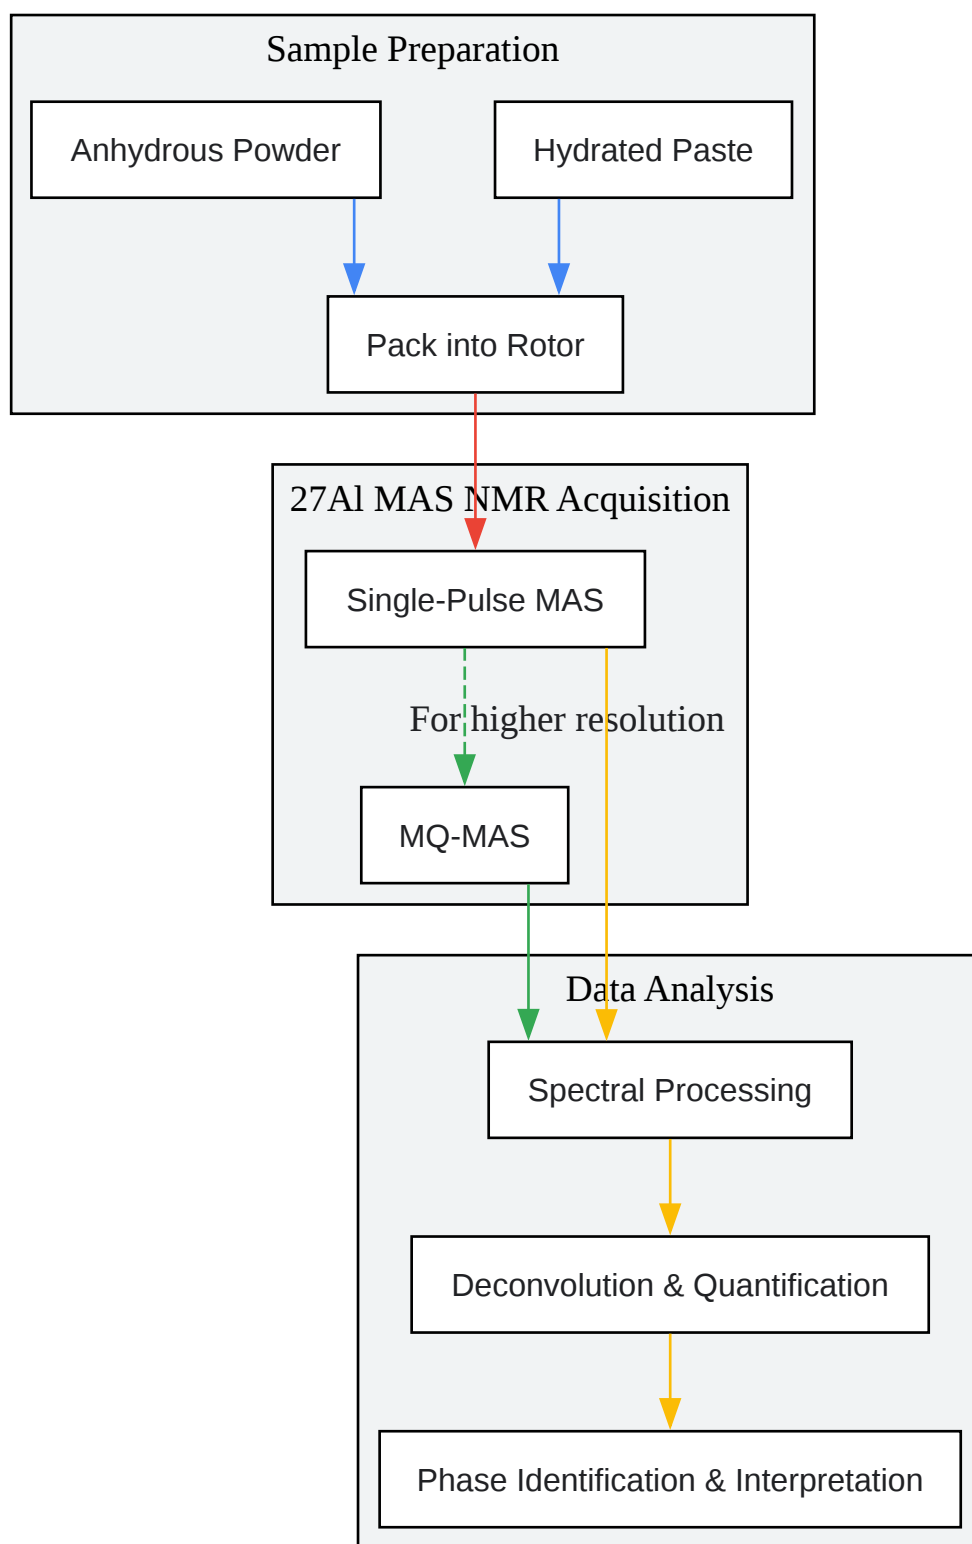 Sample Preparation
Anhydrous Powder
Hydrated Paste
Pack into Rotor
27Al MAS NMR Acquisition
Single-Pulse MAS
For higher resolution
MQ-MAS
Data Analysis
Spectral Processing
Deconvolution & Quantification
Phase Identification & Interpretation